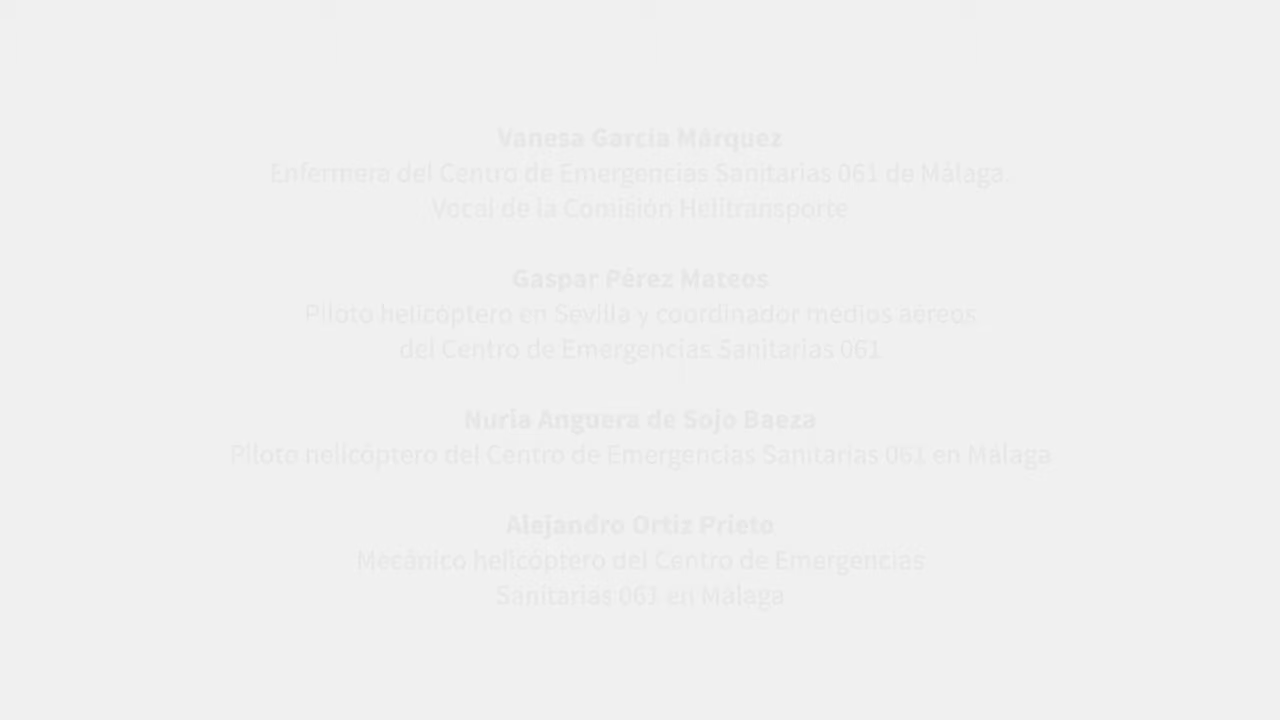 Vanesa García Márquez
Enfermera del Centro de Emergencias Sanitarias 061 de Málaga.
Vocal de la Comisión Helitransporte
Gaspar Pérez Mateos
Piloto helicóptero en Sevilla y coordinador medios aéreos
del Centro de Emergencias Sanitarias 061
Nuria Anguera de Sojo Baeza
Piloto helicóptero del Centro de Emergencias Sanitarias 061 en Málaga
Alejandro Ortiz Prieto
Mecánico helicóptero del Centro de Emergencias
Sanitarias 061 en Málaga